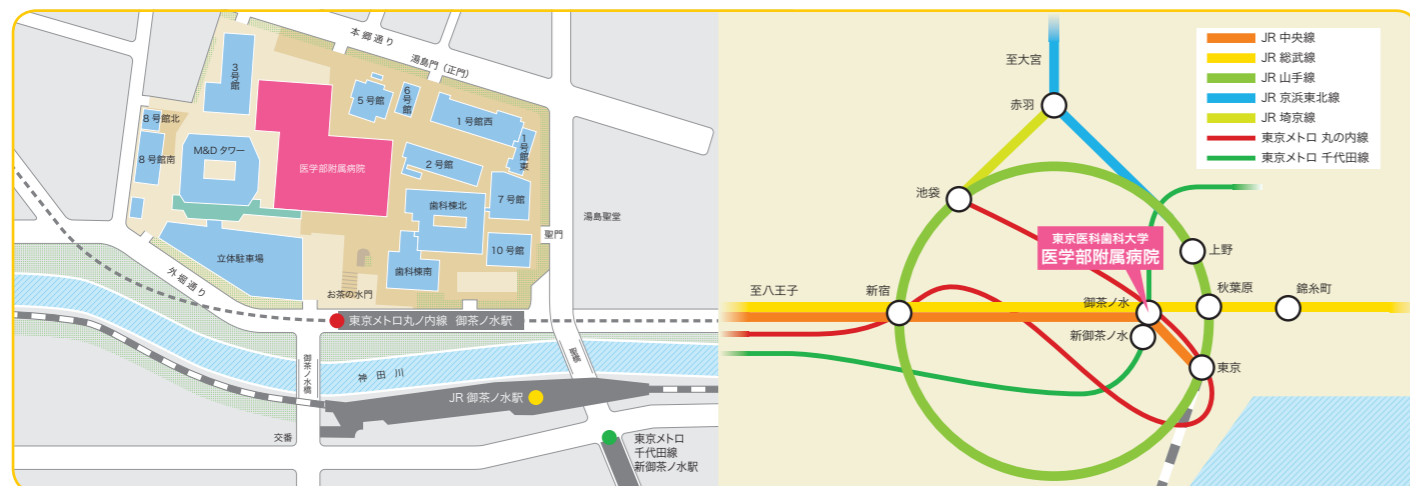 本郷通り
湯島門（正門）
3号館
5号館
6号館
1号館西
1号館東
8号館北
8号館南
M&Dタワー
医学部附属病院
2号館
歯科棟北
7号館
湯島聖堂
聖門
10号館
歯科棟南
立体駐車場
外堀通り
お茶の水門
東京メトロ丸ノ内線 御茶ノ水駅
御茶ノ水橋
神田川
聖橋
JR 御茶ノ水駅
交番
東京メトロ
千代田線
新御茶ノ水駅
JR 中央線
JR 総武線
JR 山手線
JR 京浜東北線
JR 埼京線
東京メトロ 丸の内線
東京メトロ 千代田線
至大宮
赤羽
池袋
東京医科歯科大学
医学部附属病院
上野
至八王子
新宿
御茶ノ水
秋葉原
錦糸町
新御茶ノ水
東京